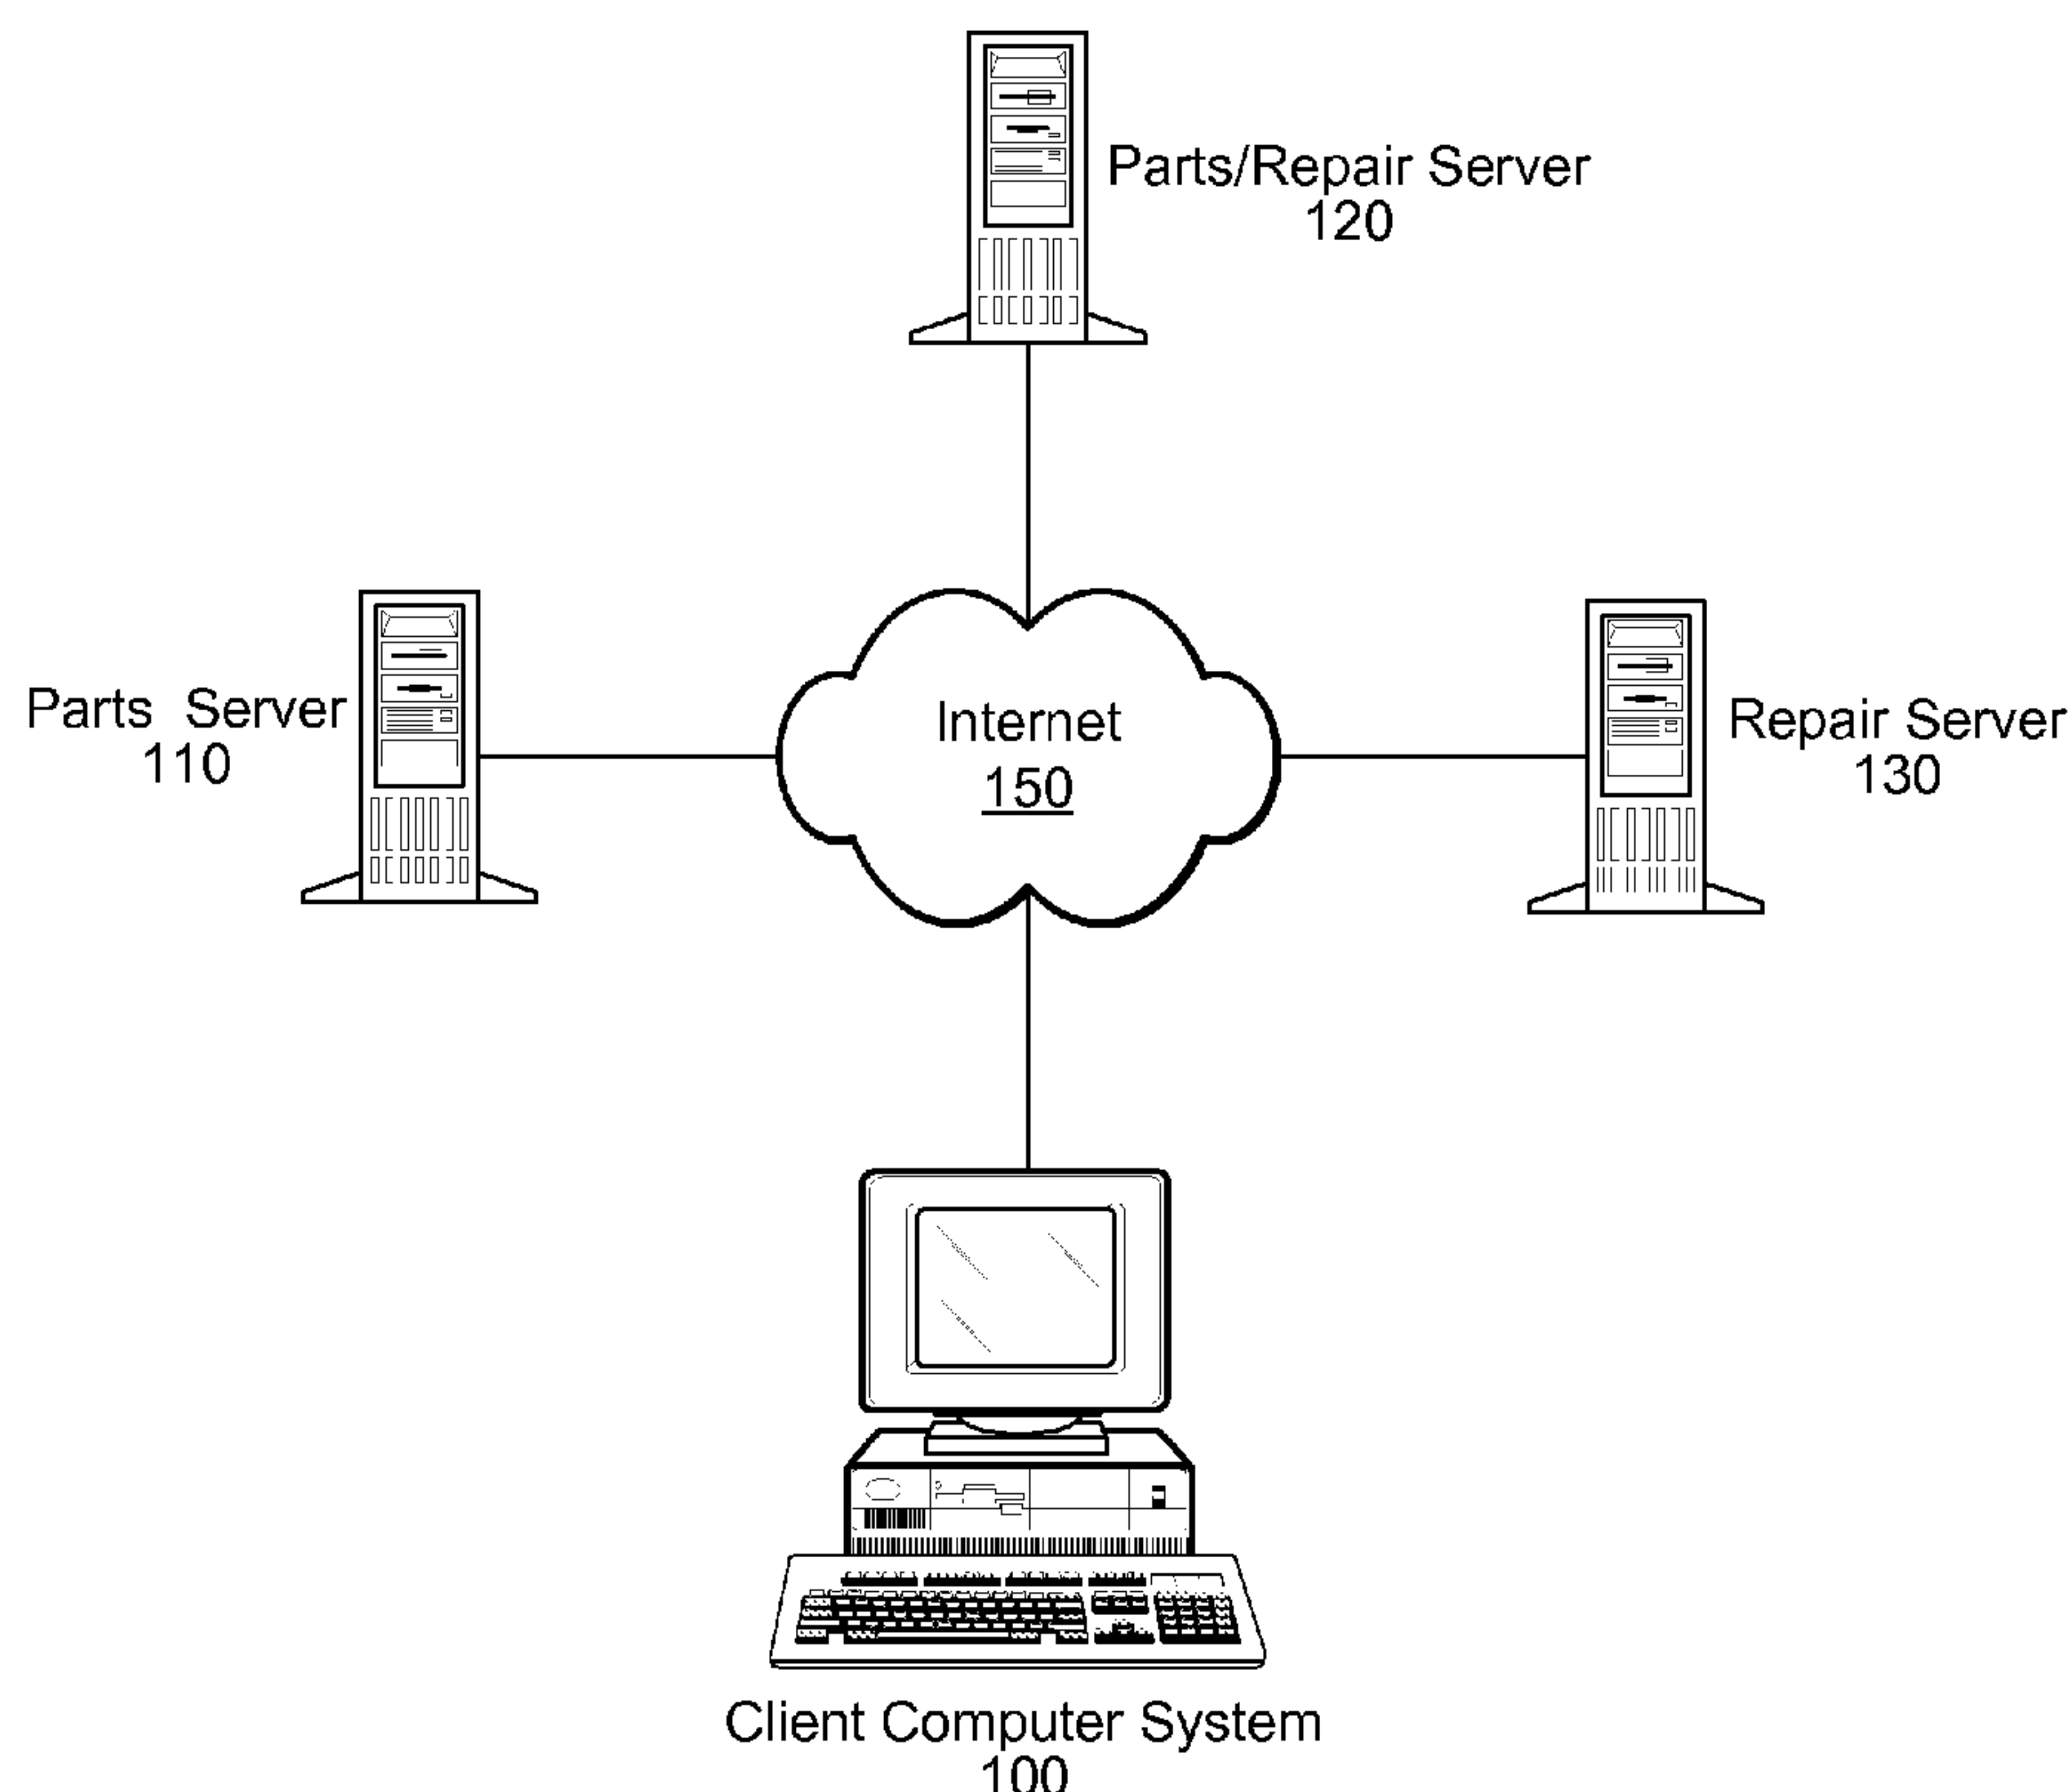 Parts/Repair Server
120
Parts Server
110
Internet
150
Repair Server
130
Client Computer System
100